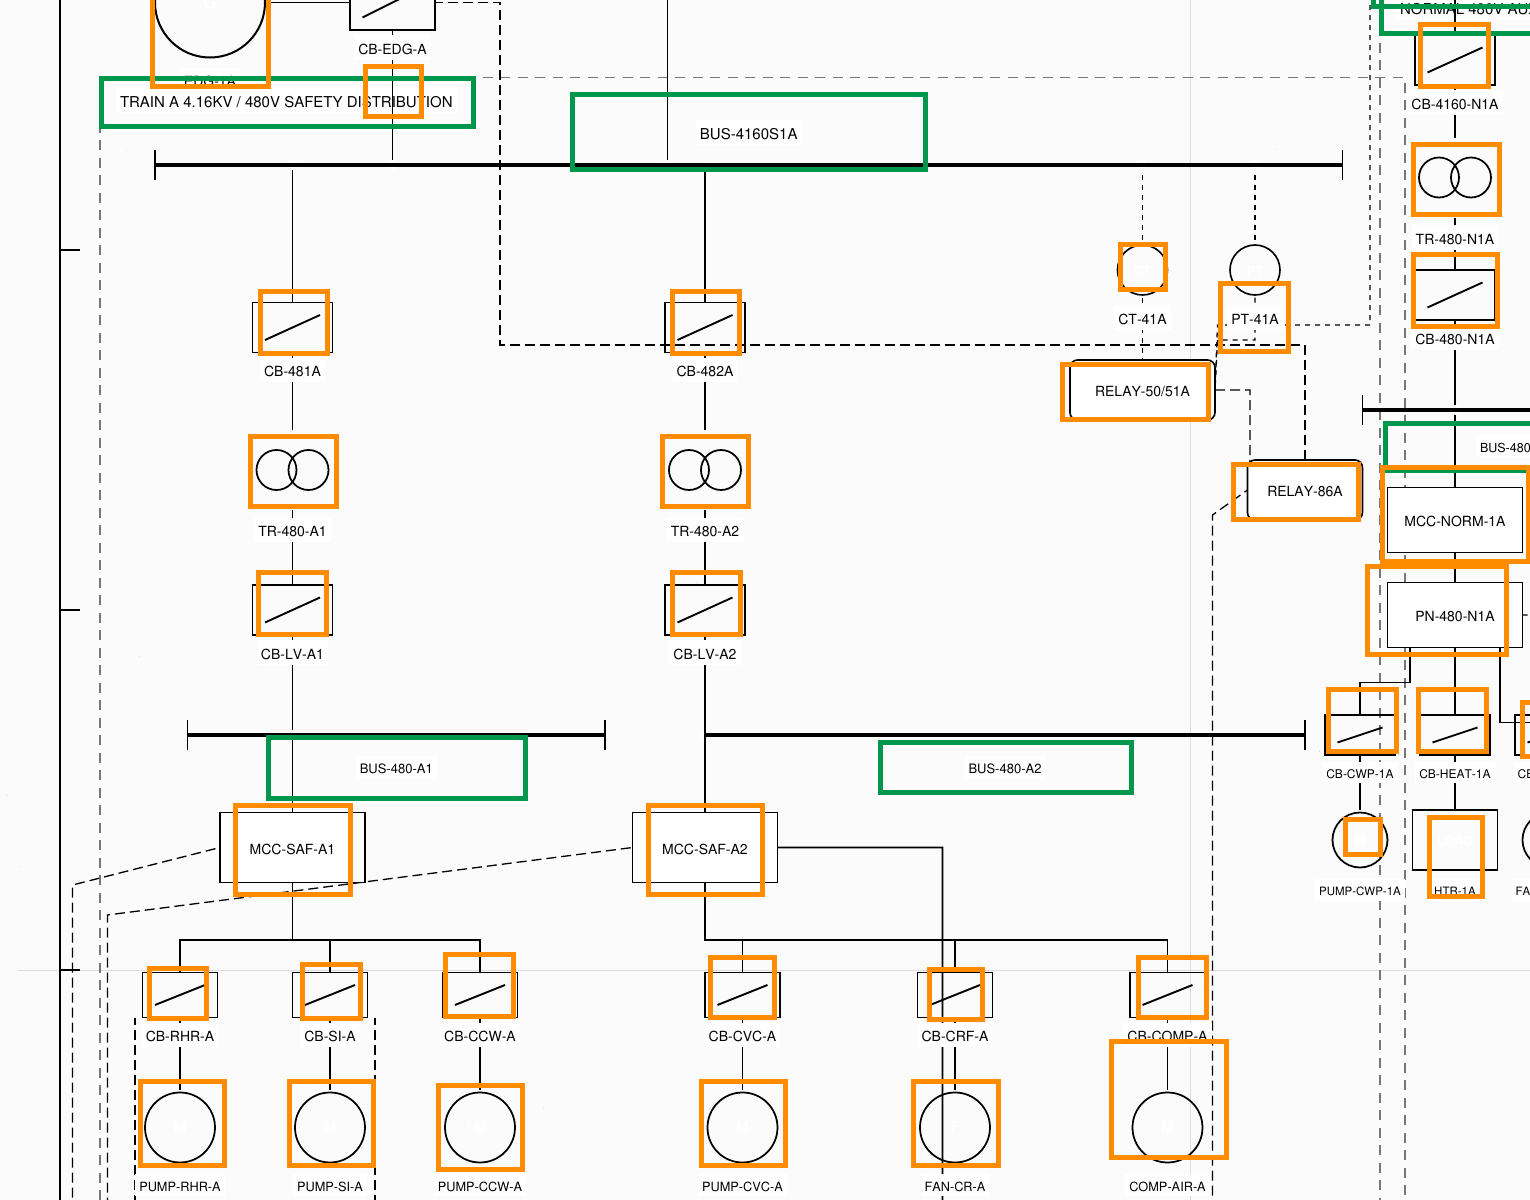 NORMAL 480V AU
CB-EDG-A
EDG-1A
TRAIN A 4.16KV / 480V SAFETY DISTRIBUTION
CB-4160-N1A
BUS-4160S1A
TR-480-N1A
CT-41A
PT-41A
CB-480-N1A
CB-481A
CB-482A
RELAY-50/51A
BUS-480
RELAY-86A
MCC-NORM-1A
TR-480-A1
TR-480-A2
PN-480-N1A
CB-LV-A1
CB-LV-A2
BUS-480-A1
BUS-480-A2
CB-CWP-1A
CB-HEAT-1A
MCC-SAF-A1
MCC-SAF-A2
PUMP-CWP-1A
HTR-1A
FA
CB-RHR-A
CB-SI-A
CB-CCW-A
CB-CVC-A
CB-CRF-A
CB-COMP-A
PUMP-RHR-A
PUMP-SI-A
PUMP-CCW-A
PUMP-CVC-A
FAN-CR-A
COMP-AIR-A